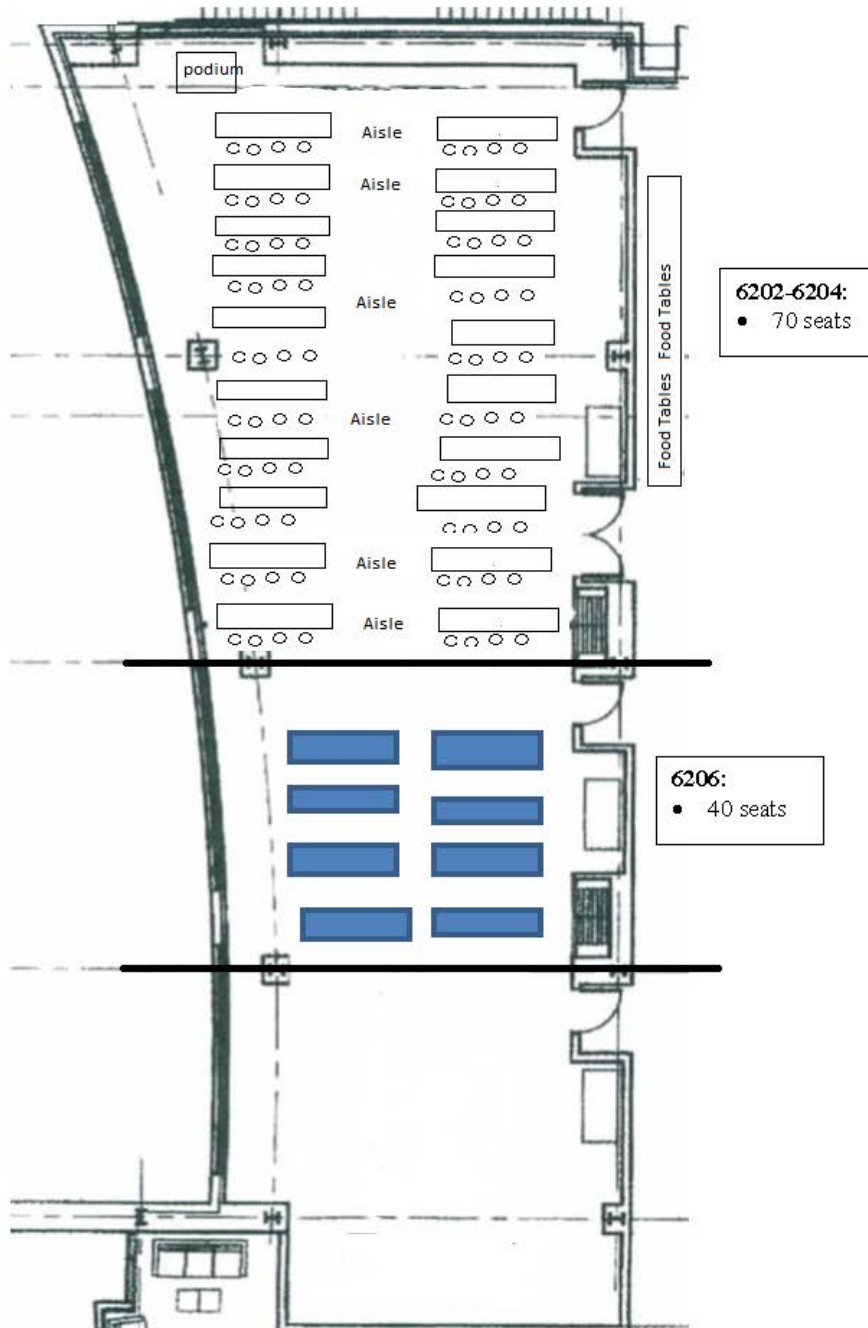 podium
Aisle
Aisle
Aisle
Aisle
Aisle
Aisle
Food Tables Food Tables
6202-6204:
• 70 seats
6206:
• 40 seats